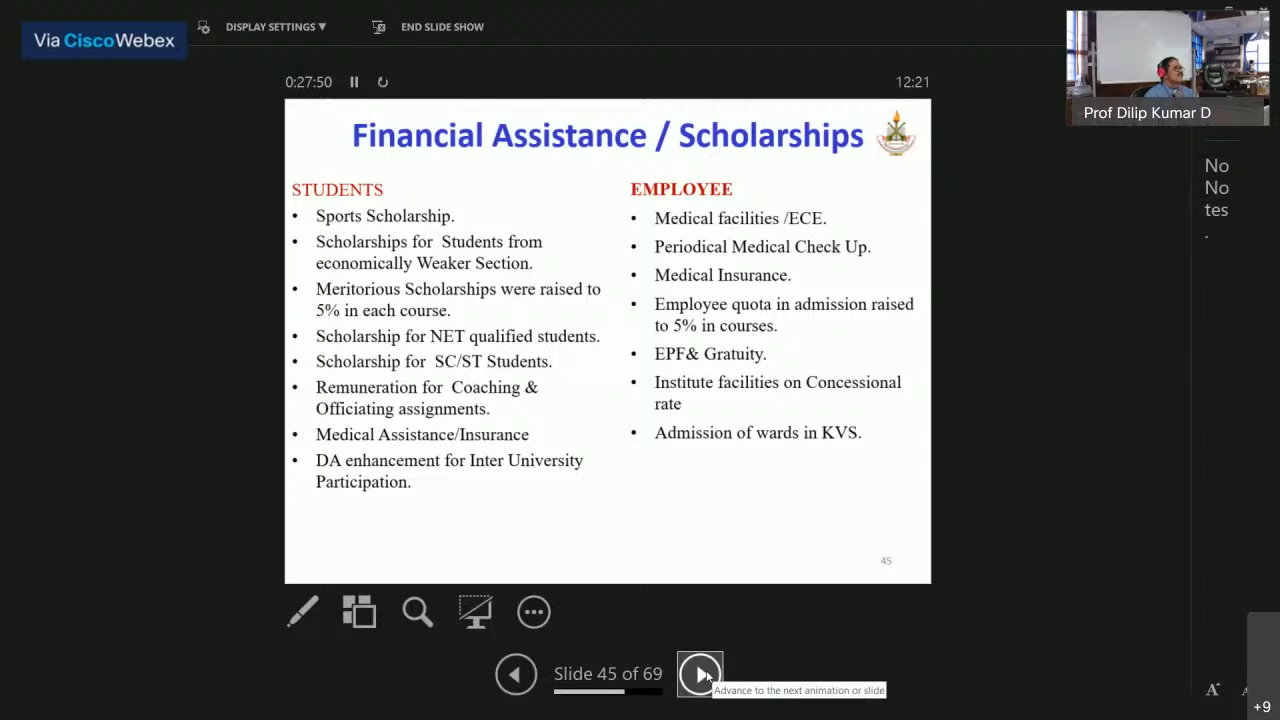 Via CiscoWebex
DISPLAY SETTINGS ▼
END SLIDE SHOW
0:27:50
12:21
Prof Dilip Kumar D
No
No
tes
.
Financial Assistance / Scholarships
STUDENTS
• Sports Scholarship.
• Scholarships for Students from
economically Weaker Section.
• Meritorious Scholarships were raised to
5% in each course.
• Scholarship for NET qualified students.
• Scholarship for SC/ST Students.
• Remuneration for Coaching &
Officiating assignments.
• Medical Assistance/Insurance
• DA enhancement for Inter University
Participation.
EMPLOYEE
• Medical facilities /ECE.
• Periodical Medical Check Up.
• Medical Insurance.
• Employee quota in admission raised
to 5% in courses.
• EPF& Gratuity.
• Institute facilities on Concessional
rate
• Admission of wards in KVS.
45
Slide 45 of 69
Advance to the next animation or slide
A
+9